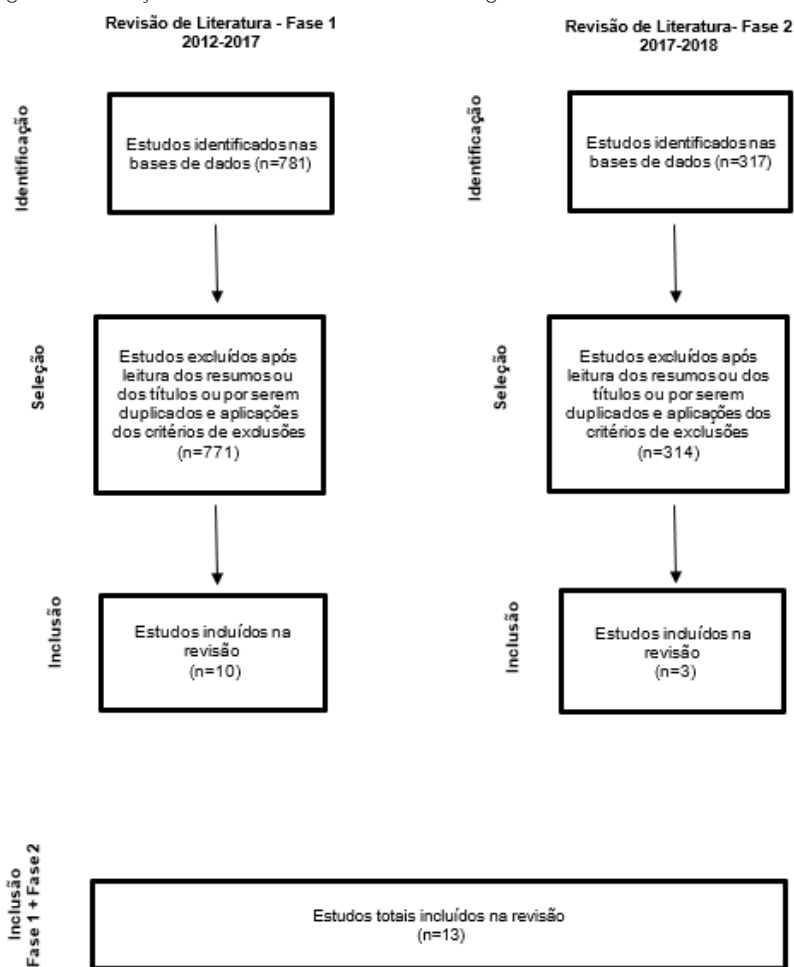 Revisão de Literatura - Fase 1
2012-2017
Identificação
Estudos identificados nas
bases de dados (n=781)
Seleção
Estudos excluídos após
leitura dos resumos ou
dos títulos ou por serem
duplicados e aplicações
dos critérios de exclusões
(n=771)
Inclusão
Estudos incluídos na
revisão
(n=10)
Revisão de Literatura- Fase 2
2017-2018
Identificação
Estudos identificados nas
bases de dados (n=317)
Seleção
Estudos excluídos após
leitura dos resumos ou dos
títulos ou por serem
duplicados e aplicações dos
critérios de exclusões
(n=314)
Inclusão
Estudos incluídos na
revisão
(n=3)
Inclusão
Fase 1 + Fase 2
Estudos totais incluídos na revisão
(n=13)